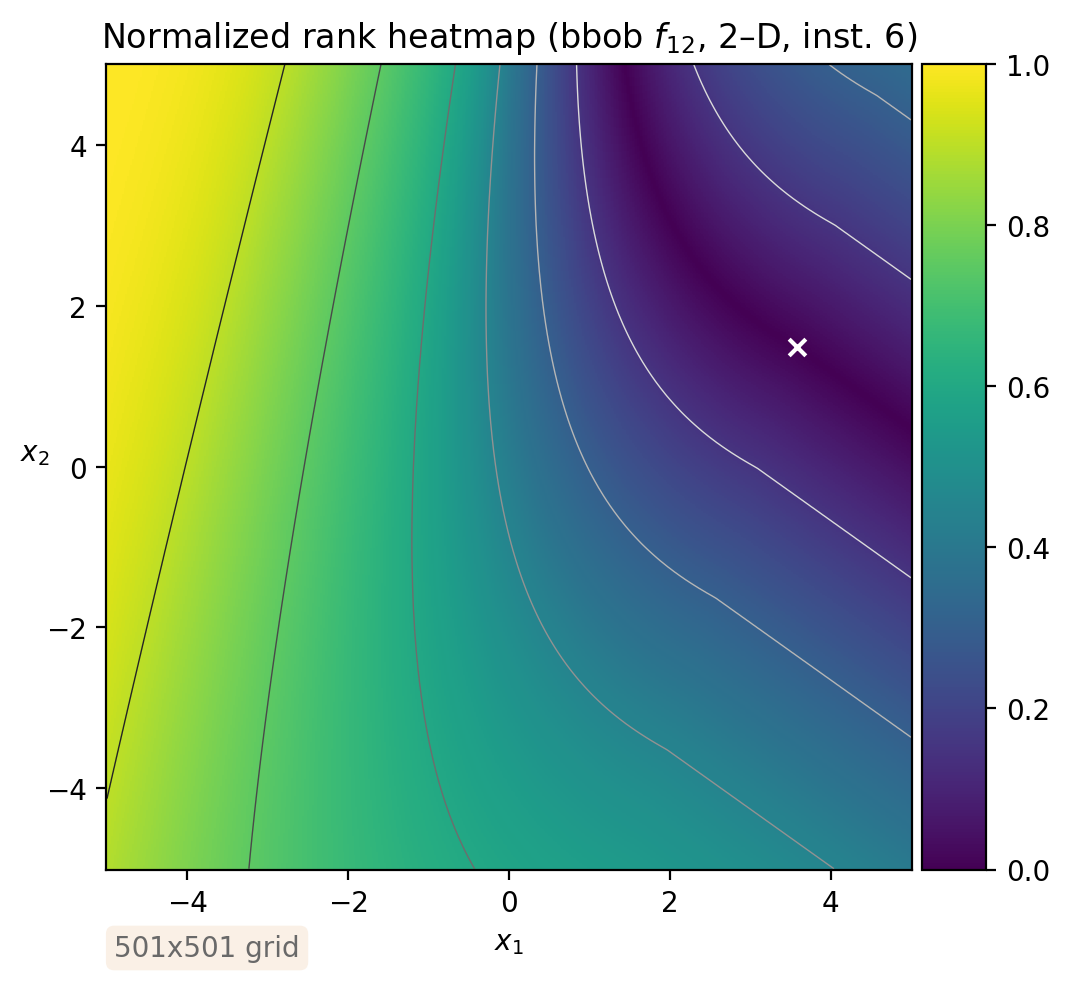 Normalized rank heatmap (bbob f₁₂, 2–D, inst. 6)
1.0
0.8
0.6
0.4
0.2
0.0
4
2
0
−2
−4
x₂
−4 −2 0 2 4
x₁
501x501 grid